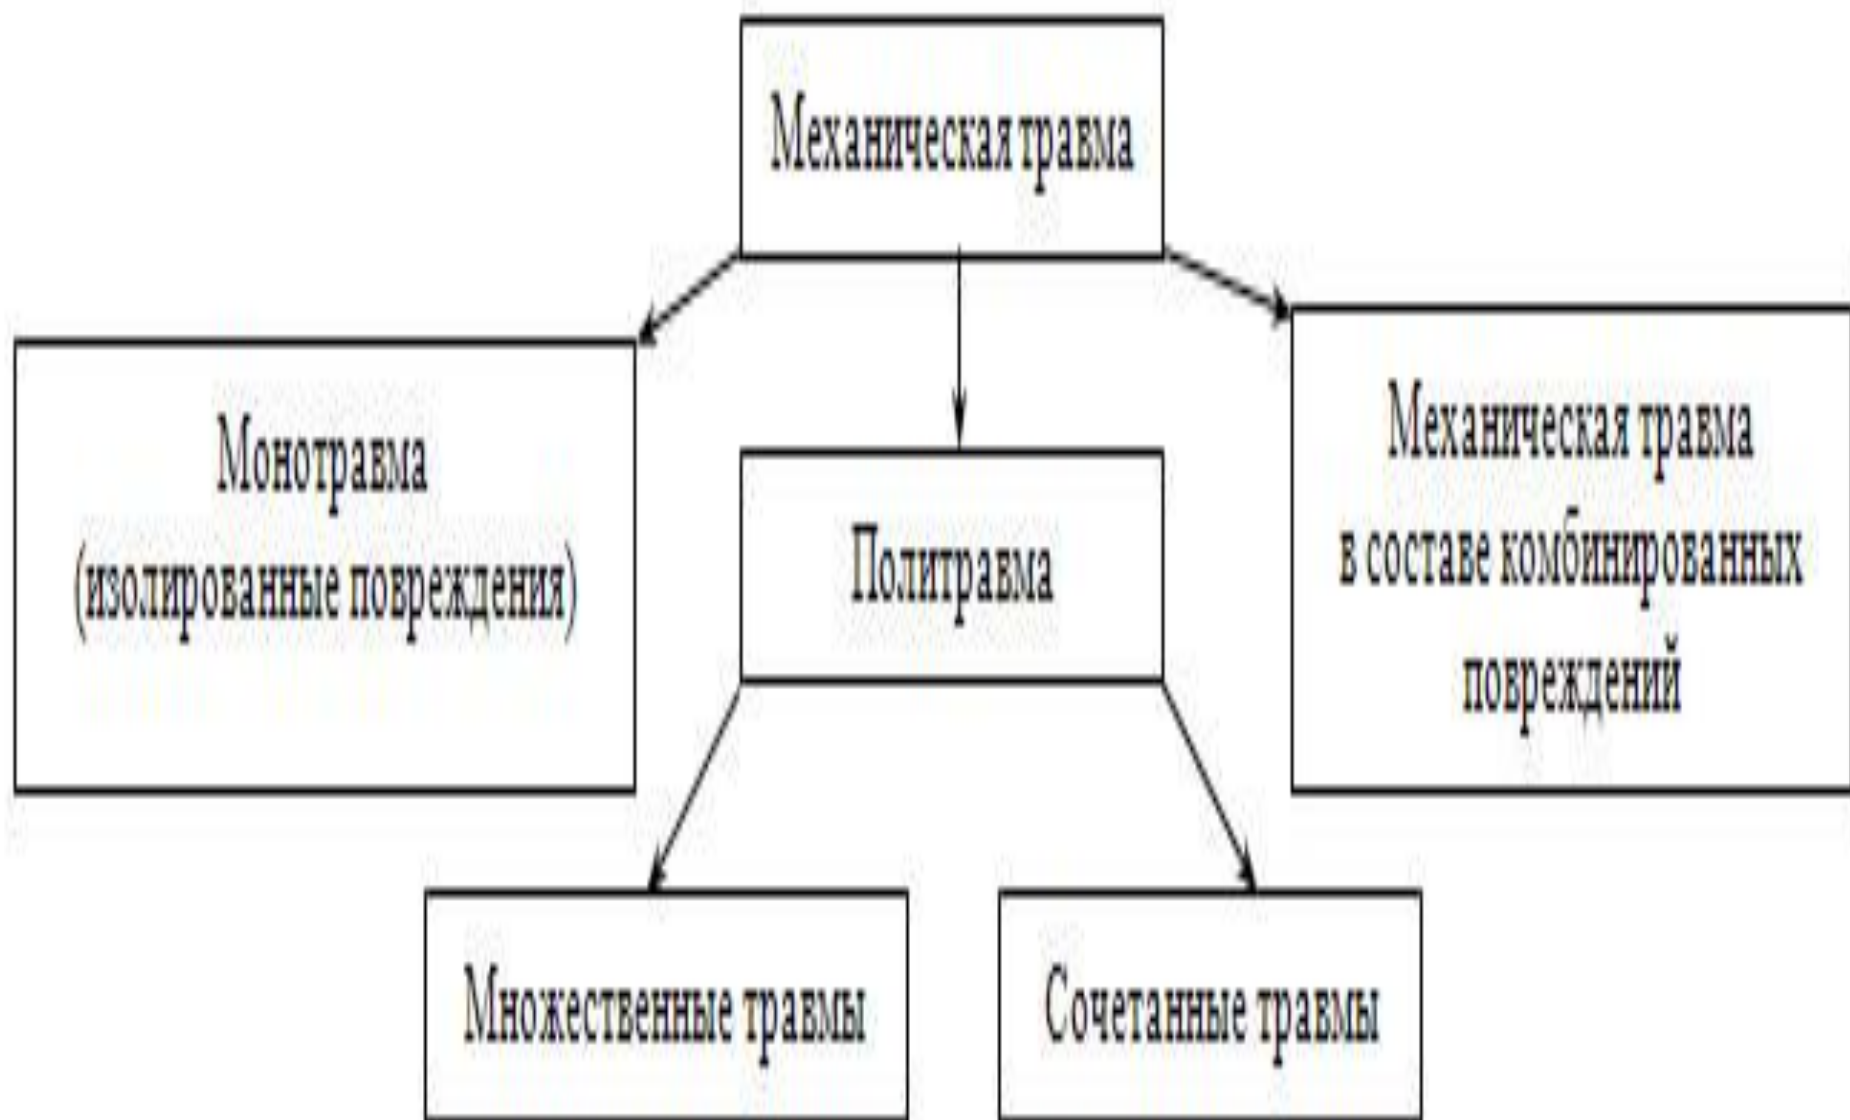 Механическая травма
Монотравма
(изолированные повреждения)
Политравма
Механическая травма
в составе комбинированных
повреждений
Множественные травмы
Сочетанные травмы